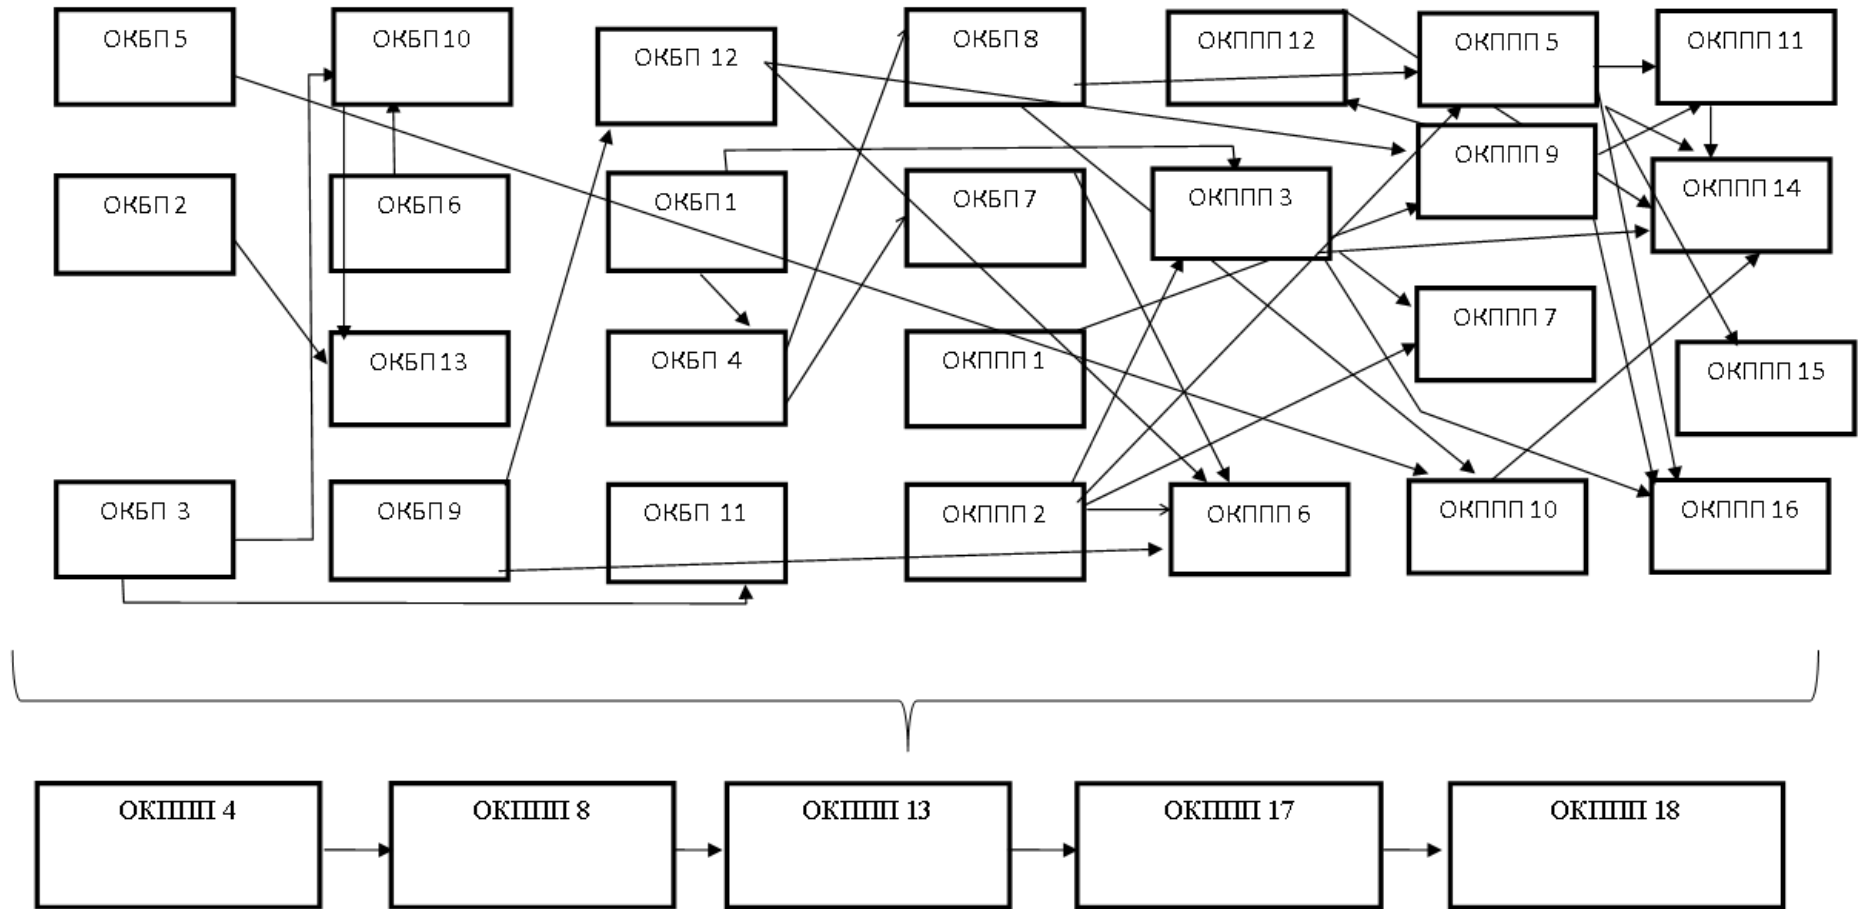 ОКБП 5
ОКБП 10
ОКБП 12
ОКБП 8
ОКППП 12
ОКППП 5
ОКППП 11
ОКБП 2
ОКБП 6
ОКБП 1
ОКБП 7
ОКППП 3
ОКППП 9
ОКППП 14
ОКБП 13
ОКБП 4
ОКППП 1
ОКППП 7
ОКППП 15
ОКБП 3
ОКБП 9
ОКБП 11
ОКППП 2
ОКППП 6
ОКППП 10
ОКППП 16
ОКППП 4
ОКППП 8
ОКППП 13
ОКППП 17
ОКППП 18